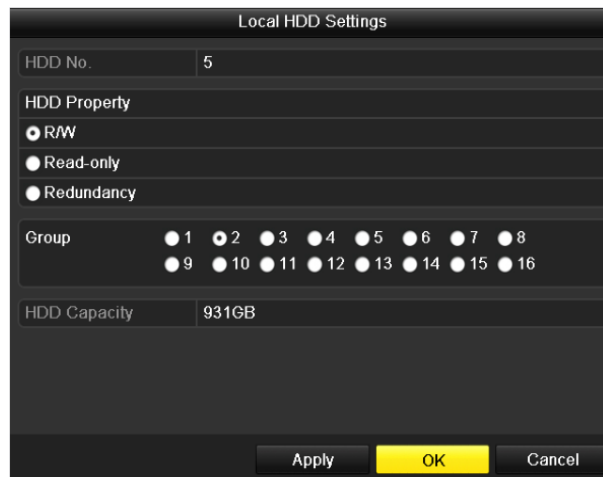 Local HDD Settings
HDD No. 5
HDD Property
R/W
Read-only
Redundancy
Group 1 2 3 4 5 6 7 8
9 10 11 12 13 14 15 16
HDD Capacity 931GB
Apply OK Cancel